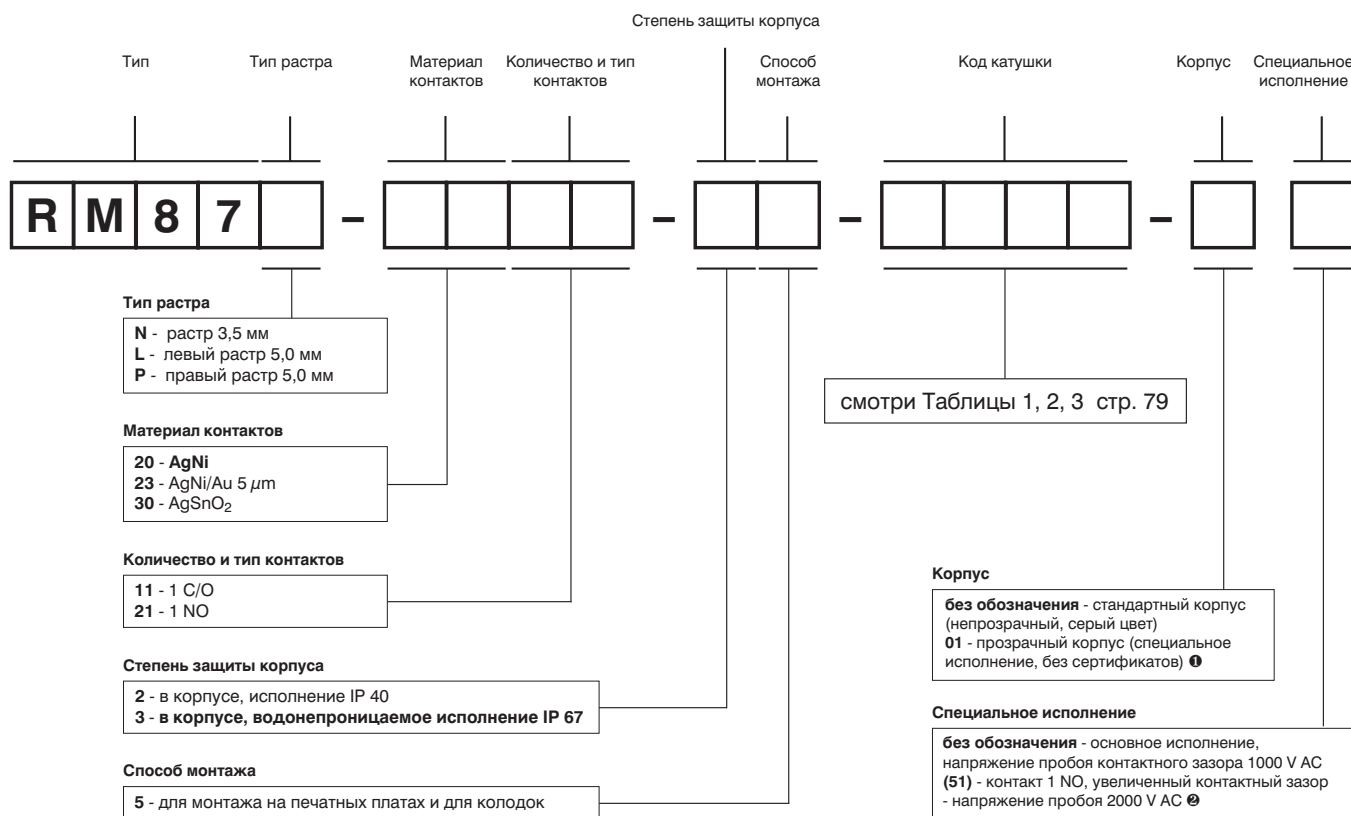 Степень защиты корпуса
Тип
Тип растра
Материал
контактов
Количество и тип
контактов
Способ
монтажа
Код катушки
Корпус
Специальное
исполнение
RM87 – – – –
Тип растра
N - растр 3,5 мм
L - левый растр 5,0 мм
P - правый растр 5,0 мм
смотри Таблицы 1, 2, 3 стр. 79
Материал контактов
20 - AgNi
23 - AgNi/Au 5 µm
30 - AgSnO2
Количество и тип контактов
11 - 1 C/O
21 - 1 NO
Степень защиты корпуса
2 - в корпусе, исполнение IP 40
3 - в корпусе, водонепроницаемое исполнение IP 67
Способ монтажа
5 - для монтажа на печатных платах и для колодок
Корпус
без обозначения - стандартный корпус
(непрозрачный, серый цвет)
01 - прозрачный корпус (специальное
исполнение, без сертификатов) ❶
Специальное исполнение
без обозначения - основное исполнение,
напряжение пробоя контактного зазора 1000 V AC
(51) - контакт 1 NO, увеличенный контактный зазор
- напряжение пробоя 2000 V AC ❷